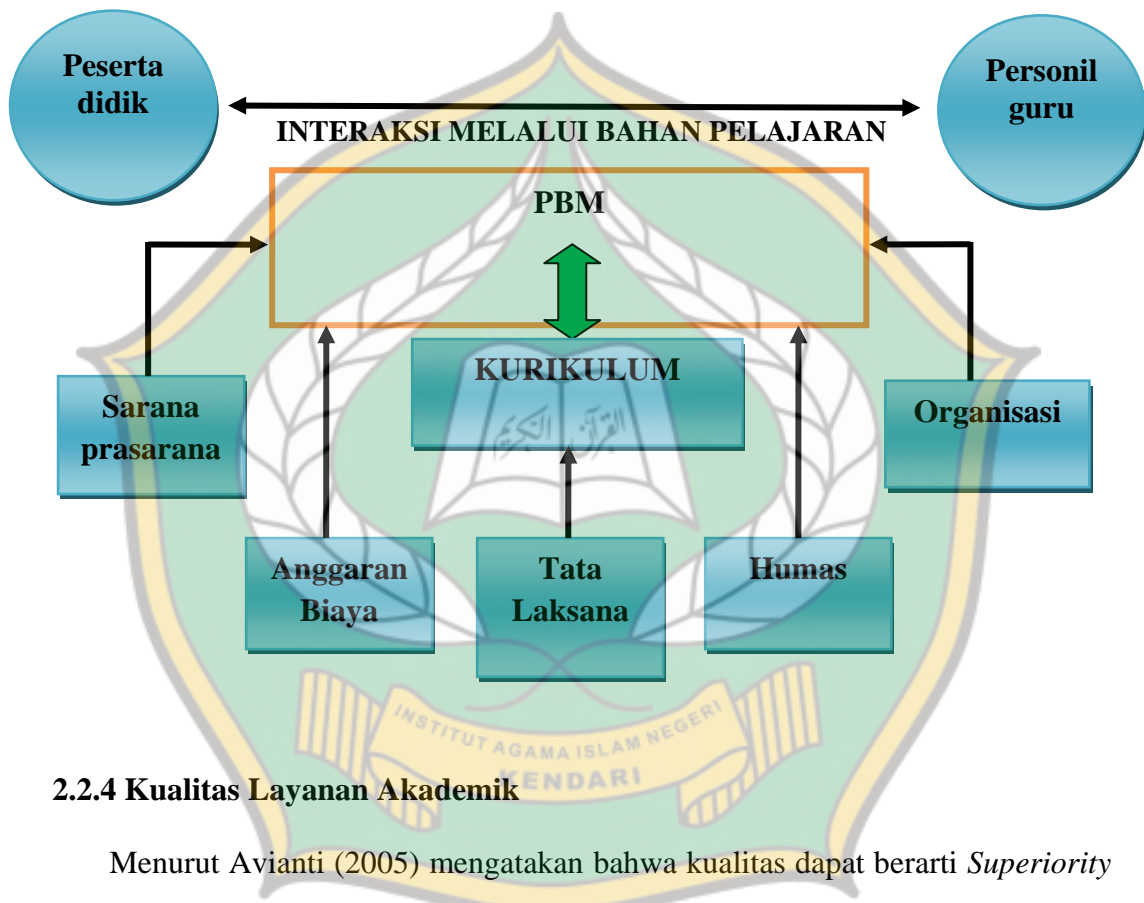 Peserta
didik
Personil
guru
INTERAKSI MELALUI BAHAN PELAJARAN
PBM
KURIKULUM
Sarana
prasarana
Organisasi
القرآن الكريم
Anggaran
Biaya
Tata
Laksana
Humas
INSTITUT AGAMA ISLAM NEGERI
KENDARI
2.2.4 Kualitas Layanan Akademik
Menurut Avianti (2005) mengatakan bahwa kualitas dapat berarti Superiority